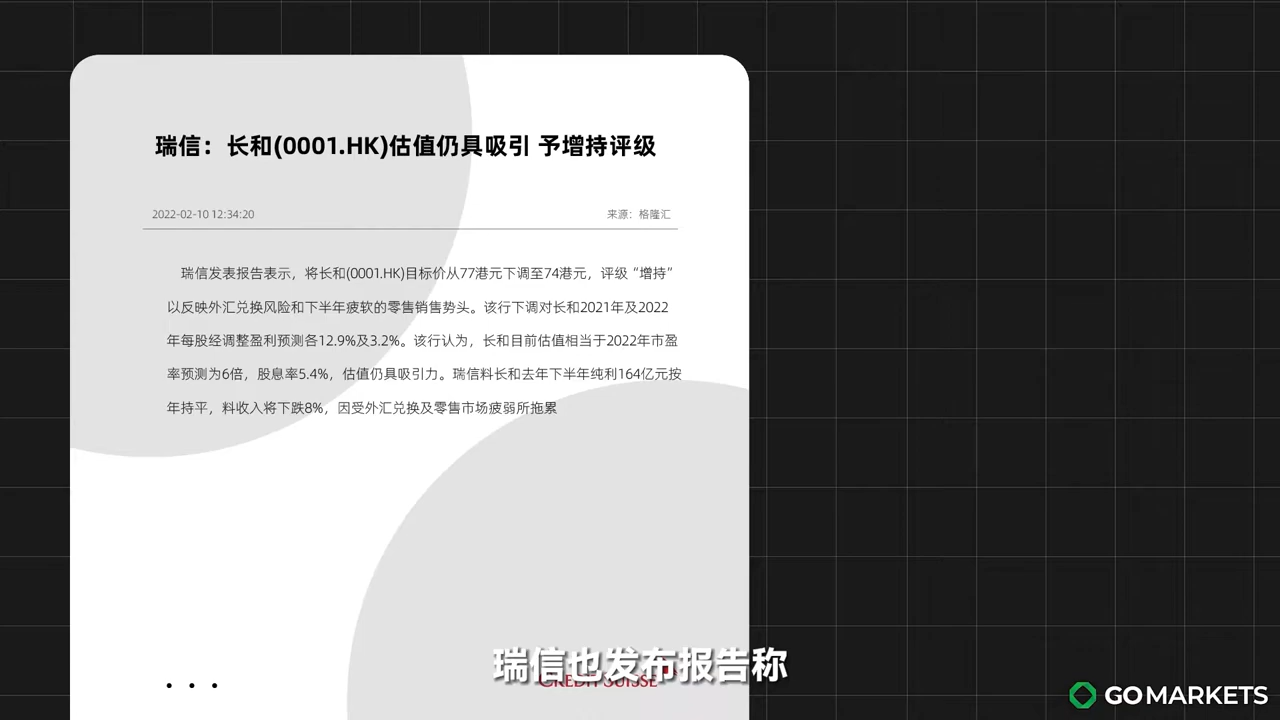 瑞信：长和(0001.HK)估值仍具吸引 予增持评级
2022-02-10 12:34:20
来源：格隆汇
瑞信发表报告表示，将长和(0001.HK)目标价从77港元下调至74港元，评级“增持”
以反映外汇兑换风险和下半年疲软的零售销售势头。该行下调对长和2021年及2022
年每股经调整盈利预测各12.9%及3.2%。该行认为，长和目前估值相当于2022年市盈
率预测为6倍，股息率5.4%，估值仍具吸引力。瑞信料长和去年下半年纯利164亿元按
年持平，料收入将下跌8%，因受外汇兑换及零售市场疲弱所拖累
瑞信也发布报告称
CREDIT SUISSE
GO MARKETS